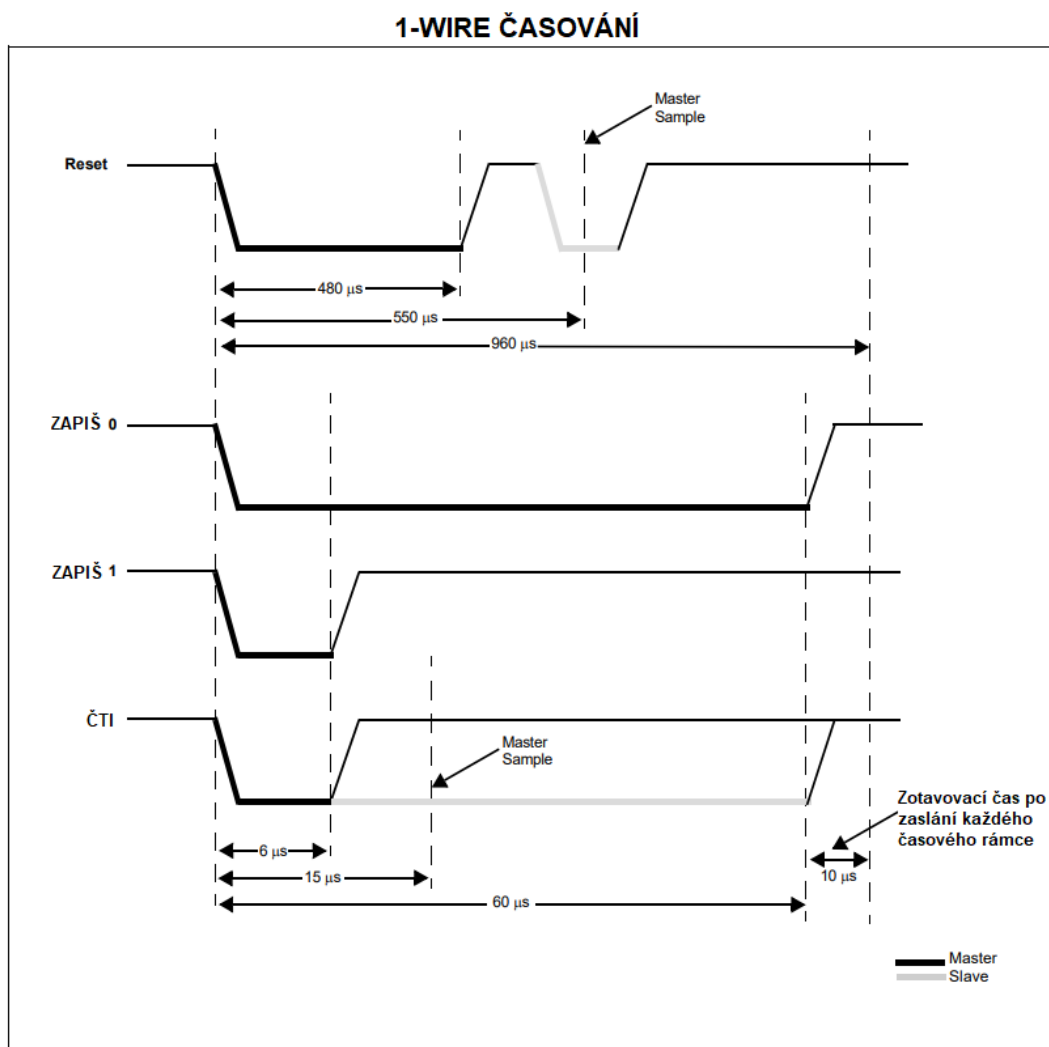 1-WIRE ČASOVÁNÍ
Master
Sample
Reset
480 µs
550 µs
960 µs
ZAPIŠ 0
ZAPIŠ 1
ČTI
Master
Sample
Zotavovací čas po
zaslání každého
časového rámce
6 µs
15 µs
10 µs
60 µs
Master
Slave